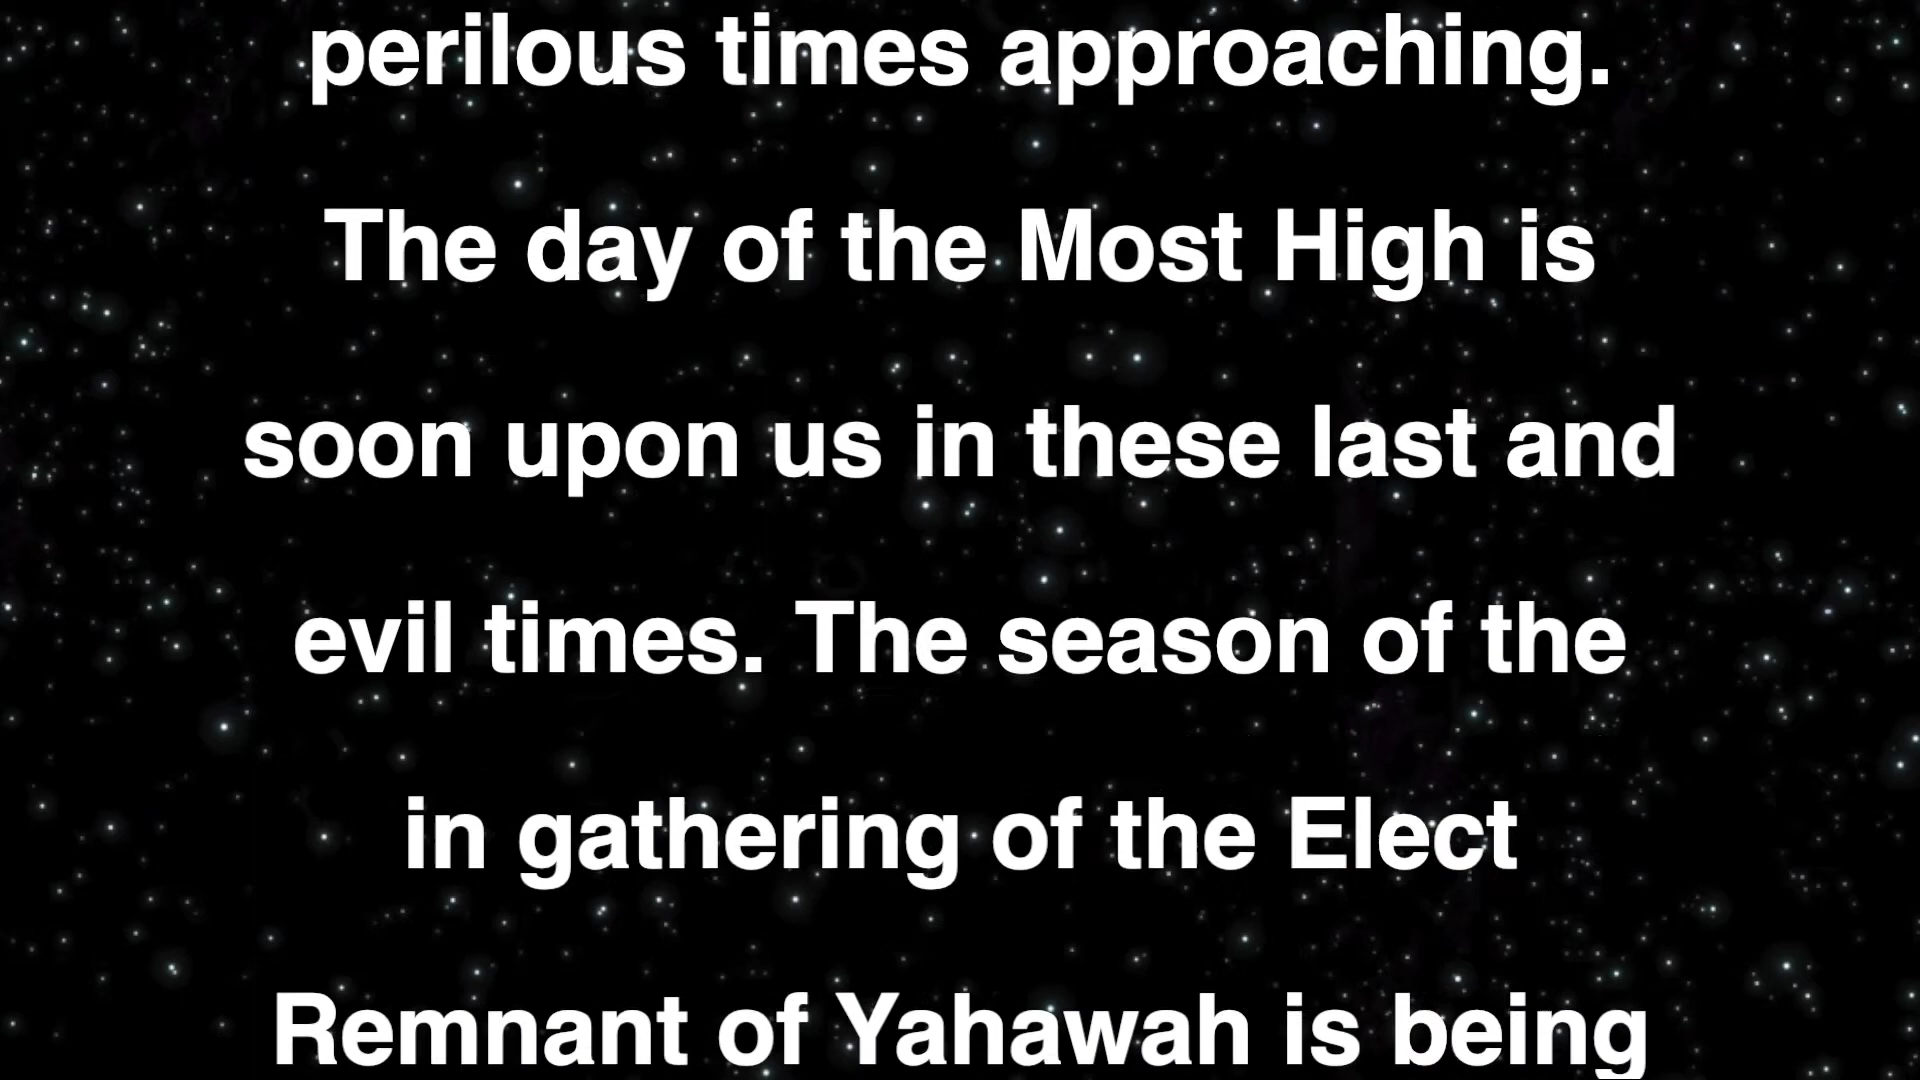 perilous times approaching.
The day of the Most High is
soon upon us in these last and
evil times. The season of the
in gathering of the Elect
Remnant of Yahawah is being